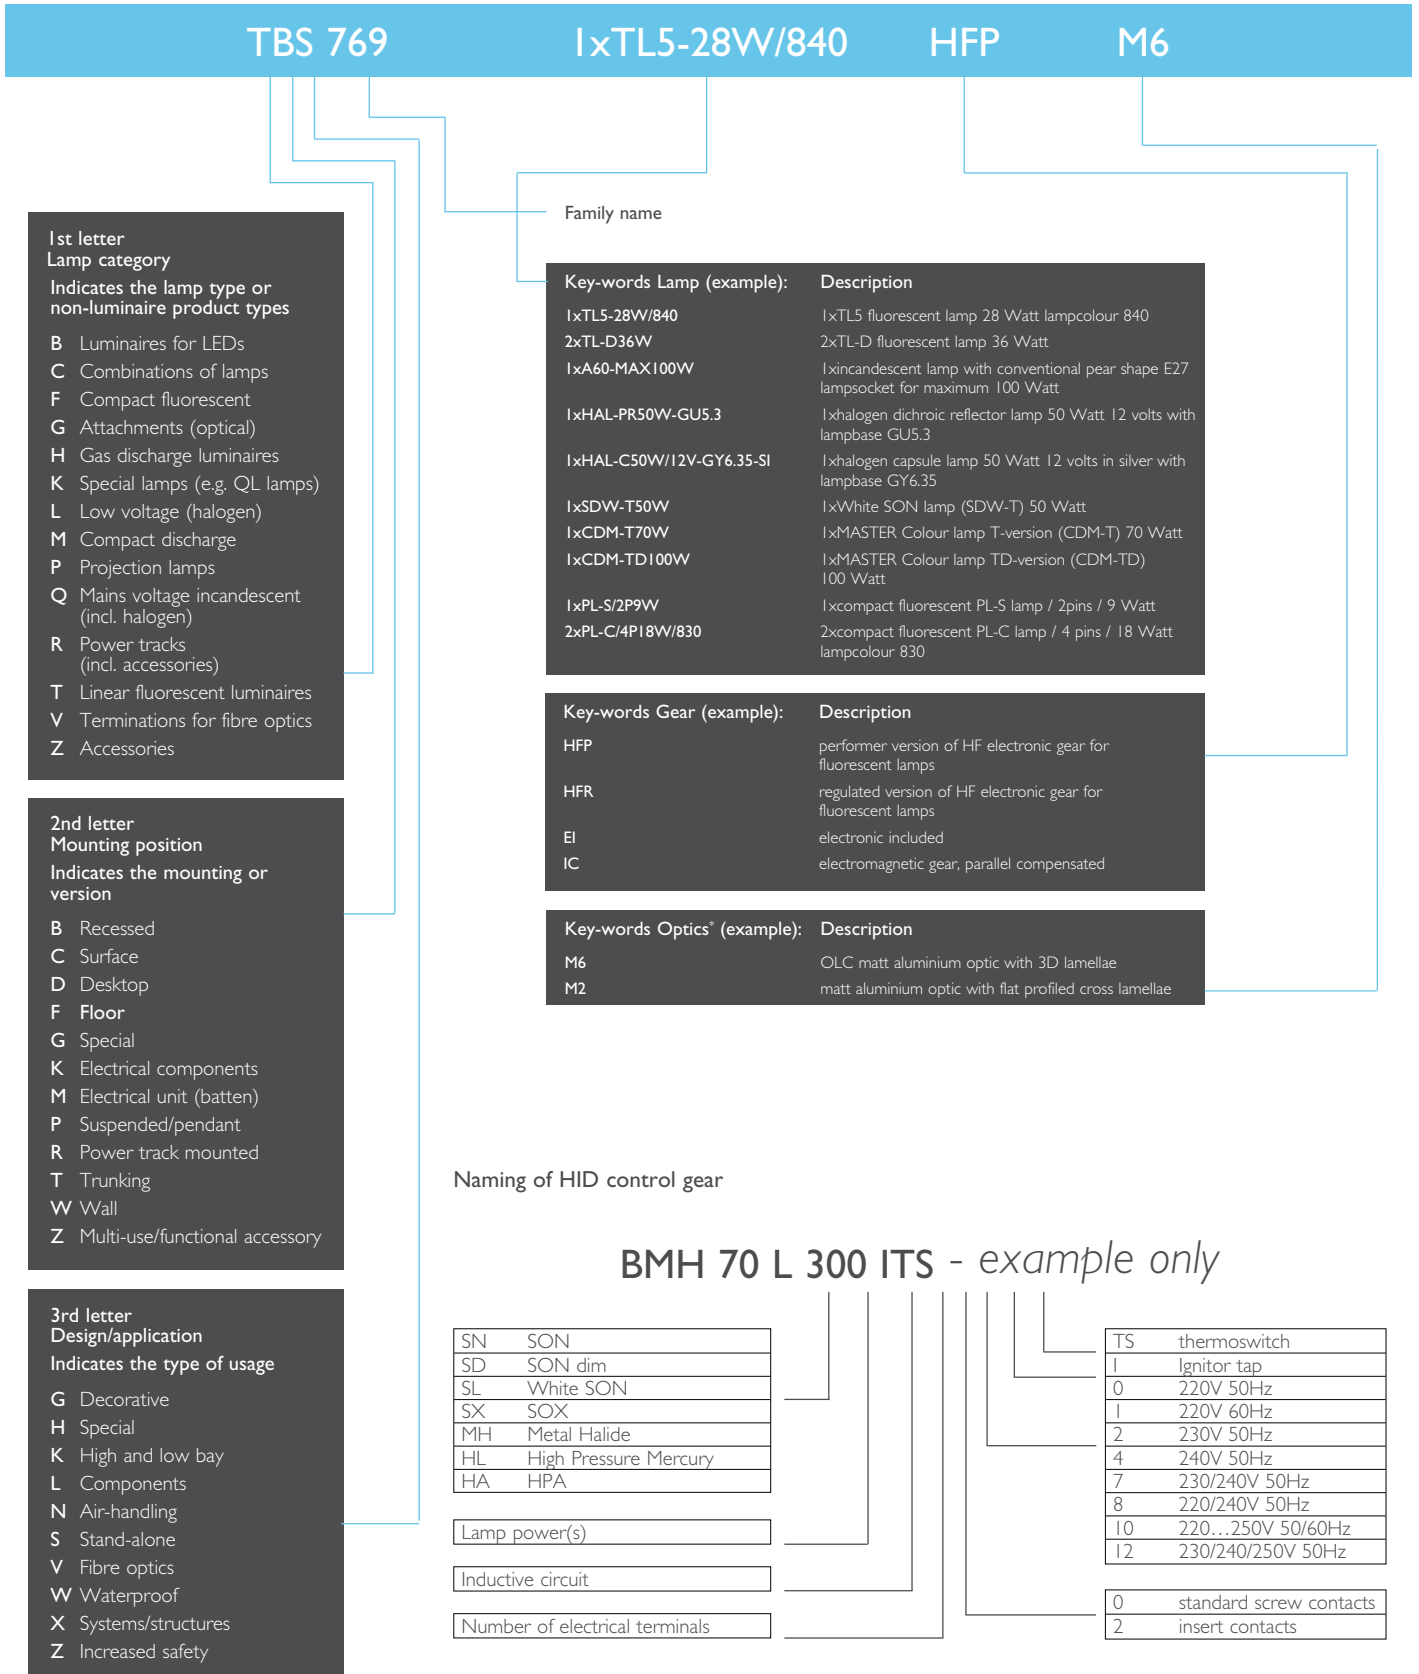 TBS 769 1xTL5-28W/840 HFP M6
Family name
1st letter
Lamp category
Indicates the lamp type or
non-luminaire product types
B Luminaires for LEDs
C Combinations of lamps
F Compact fluorescent
G Attachments (optical)
H Gas discharge luminaires
K Special lamps (e.g. QL lamps)
L Low voltage (halogen)
M Compact discharge
P Projection lamps
Q Mains voltage incandescent
(incl. halogen)
R Power tracks
(incl. accessories)
T Linear fluorescent luminaires
V Terminations for fibre optics
Z Accessories
2nd letter
Mounting position
Indicates the mounting or
version
B Recessed
C Surface
D Desktop
F Floor
G Special
K Electrical components
M Electrical unit (batten)
P Suspended/pendant
R Power track mounted
T Trunking
W Wall
Z Multi-use/functional accessory
3rd letter
Design/application
Indicates the type of usage
G Decorative
H Special
K High and low bay
L Components
N Air-handling
S Stand-alone
V Fibre optics
W Waterproof
X Systems/structures
Z Increased safety
Key-words Lamp (example): Description
1xTL5-28W/840 1xTL5 fluorescent lamp 28 Watt lampcolour 840
2xTL-D36W 2xTL-D fluorescent lamp 36 Watt
1xA60-MAX100W 1xincandescent lamp with conventional pear shape E27
lampsocket for maximum 100 Watt
1xHAL-PR50W-GU5.3 1xhalogen dichroic reflector lamp 50 Watt 12 volts with
lampbase GU5.3
1xHAL-C50W/12V-GY6.35-SI 1xhalogen capsule lamp 50 Watt 12 volts in silver with
lampbase GY6.35
1xSDW-T50W 1xWhite SON lamp (SDW-T) 50 Watt
1xCDM-T70W 1xMASTER Colour lamp T-version (CDM-T) 70 Watt
1xCDM-TD100W 1xMASTER Colour lamp TD-version (CDM-TD)
100 Watt
1xPL-S/2P9W 1xcompact fluorescent PL-S lamp / 2pins / 9 Watt
2xPL-C/4P18W/830 2xcompact fluorescent PL-C lamp / 4 pins / 18 Watt
lampcolour 830
Key-words Gear (example): Description
HFP performer version of HF electronic gear for
fluorescent lamps
HFR regulated version of HF electronic gear for
fluorescent lamps
EI electronic included
IC electromagnetic gear, parallel compensated
Key-words Optics* (example): Description
M6 OLC matt aluminium optic with 3D lamellae
M2 matt aluminium optic with flat profiled cross lamellae
Naming of HID control gear
BMH 70 L 300 ITS - example only
SN SON
SD SON dim
SL White SON
SX SOX
MH Metal Halide
HL High Pressure Mercury
HA HPA
Lamp power(s)
Inductive circuit
Number of electrical terminals
TS thermoswitch
I Ignitor tap
0 220V 50Hz
1 220V 60Hz
2 230V 50Hz
4 240V 50Hz
7 230/240V 50Hz
8 220/240V 50Hz
10 220…250V 50/60Hz
12 230/240/250V 50Hz
0 standard screw contacts
2 insert contacts